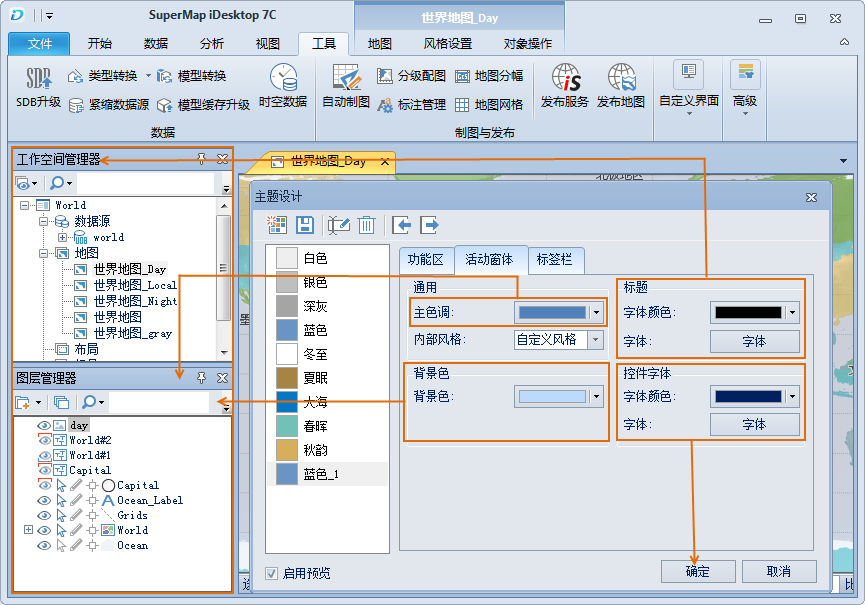 SuperMap iDesktop 7C
世界地图_Day
文件 开始 数据 分析 视图 工具 地图 风格设置 对象操作
SDB升级
类型转换
紧缩数据源
模型转换
模型缓存升级
时空数据
数据
自动制图
分级配图
标注管理
地图分幅
地图网格
制图与发布
发布服务
发布地图
自定义界面
高级
工作空间管理器
World
数据源
world
地图
世界地图_Day
世界地图_Local
世界地图_Night
世界地图
世界地图_gray
布局
图层管理器
day
World#2
World#1
Capital
Capital
Ocean_Label
Grids
World
Ocean
世界地图_Day
北极地区
主题设计
白色
银色
深灰
蓝色
冬至
夏眠
大海
春晖
秋韵
蓝色_1
启用预览
功能区 活动窗体 标签栏
通用
主色调:
内部风格: 自定义风格
背景色
背景色:
标题
字体颜色:
字体: 字体
控件字体
字体颜色:
字体: 字体
确定 取消
比